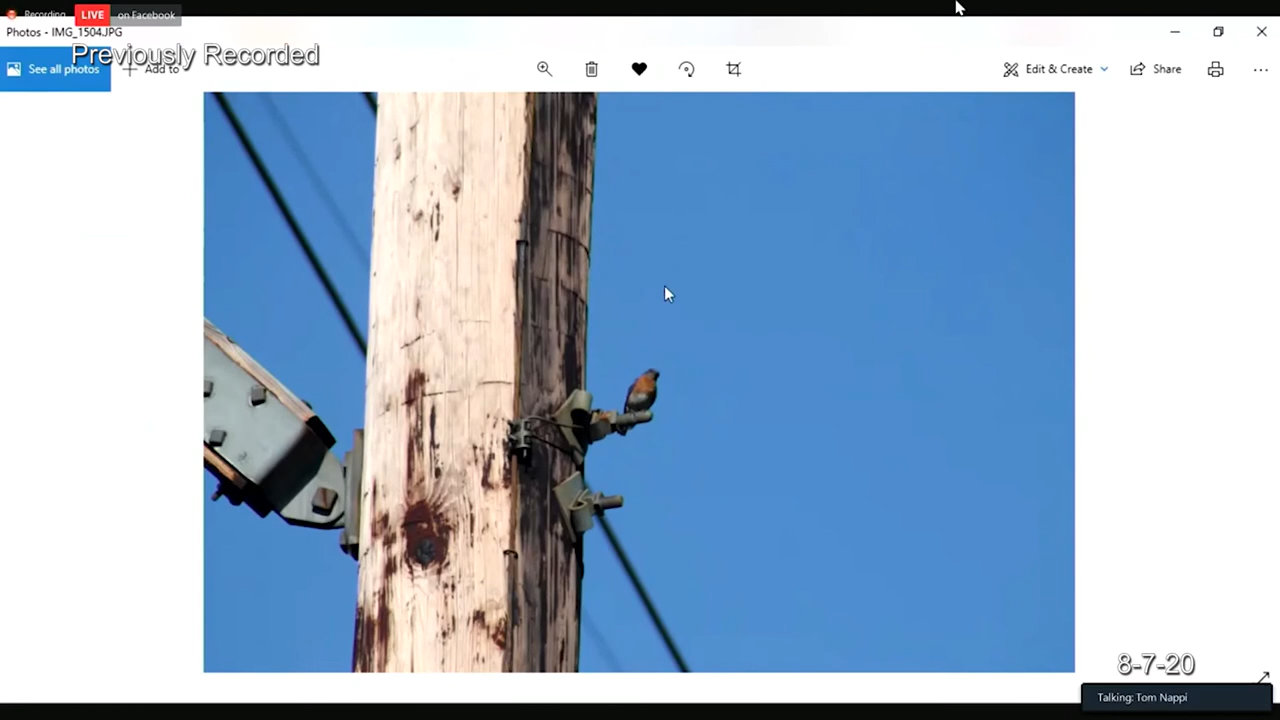 Recording
LIVE on Facebook
Photos - IMG_1504.JPG
Previously Recorded
See all photos
Add to
Edit & Create
Share
8-7-20
Talking: Tom Nappi